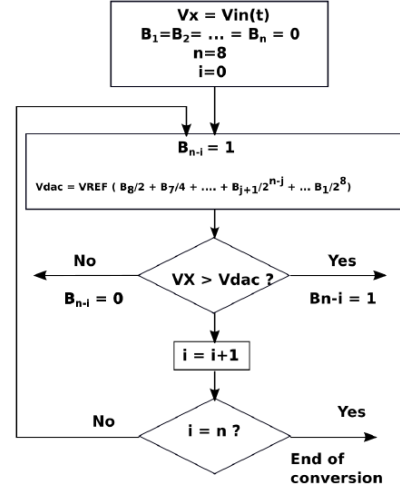 Vx = Vin(t)
B₁=B₂= ... = Bₙ = 0
n=8
i=0
Bₙ₋ᵢ = 1
Vdac = VREF ( B₈/2 + B₇/4 + .... + Bⱼ₊₁/2ⁿ⁻ʲ + ... B₁/2⁸)
No
Yes
VX > Vdac ?
Bₙ₋ᵢ = 0
Bn-i = 1
i = i+1
No
Yes
i = n ?
End of
conversion